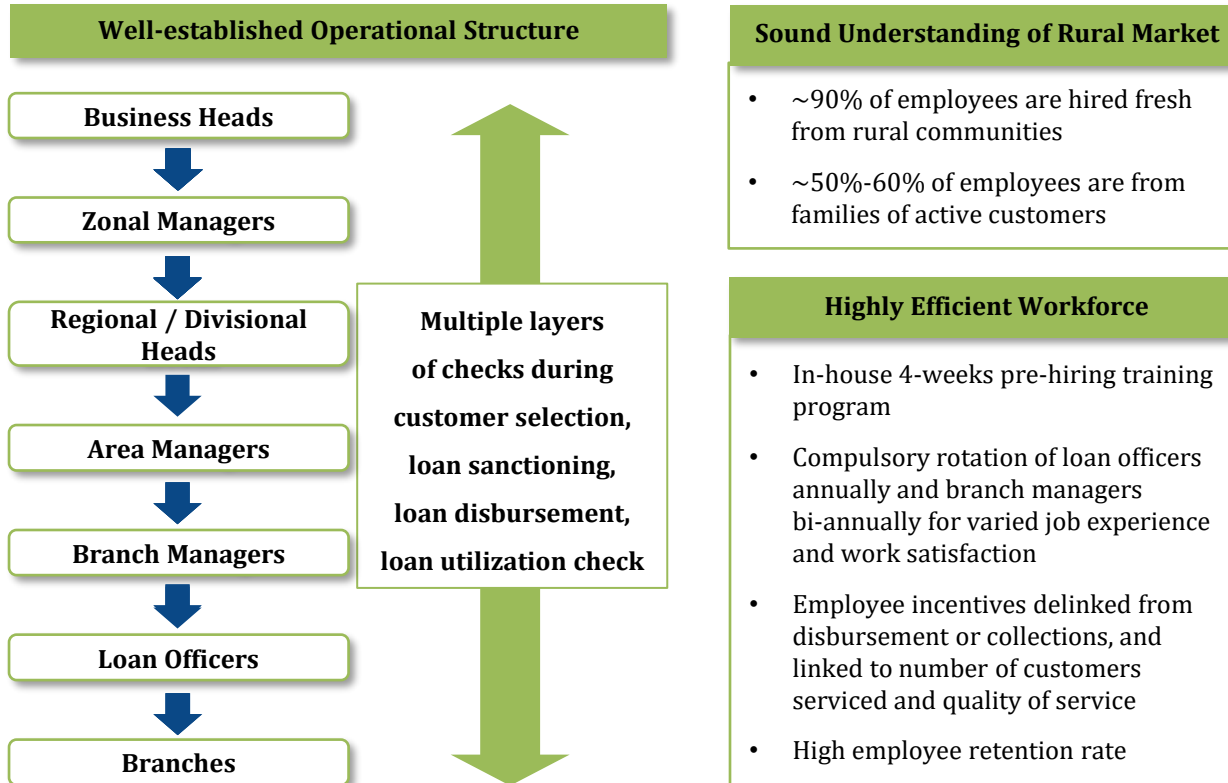 Well-established Operational Structure
Business Heads
Zonal Managers
Regional / Divisional
Heads
Area Managers
Branch Managers
Loan Officers
Branches
Multiple layers
of checks during
customer selection,
loan sanctioning,
loan disbursement,
loan utilization check
Sound Understanding of Rural Market
• ~90% of employees are hired fresh
from rural communities
• ~50%-60% of employees are from
families of active customers
Highly Efficient Workforce
• In-house 4-weeks pre-hiring training
program
• Compulsory rotation of loan officers
annually and branch managers
bi-annually for varied job experience
and work satisfaction
• Employee incentives delinked from
disbursement or collections, and
linked to number of customers
serviced and quality of service
• High employee retention rate